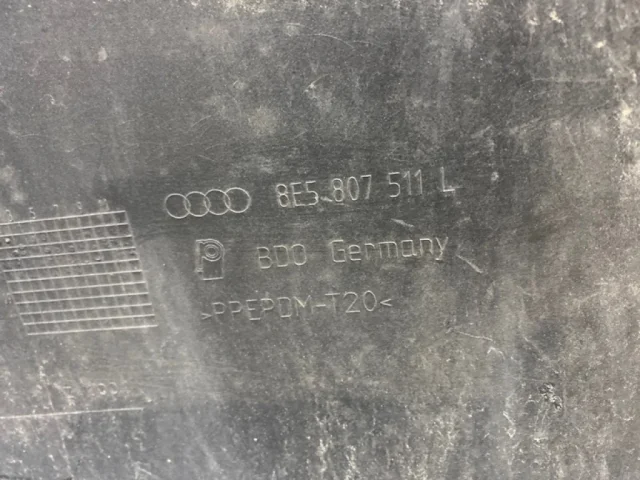 8E5 807 511 L
BDO Germany
>PPEPDM-T20<